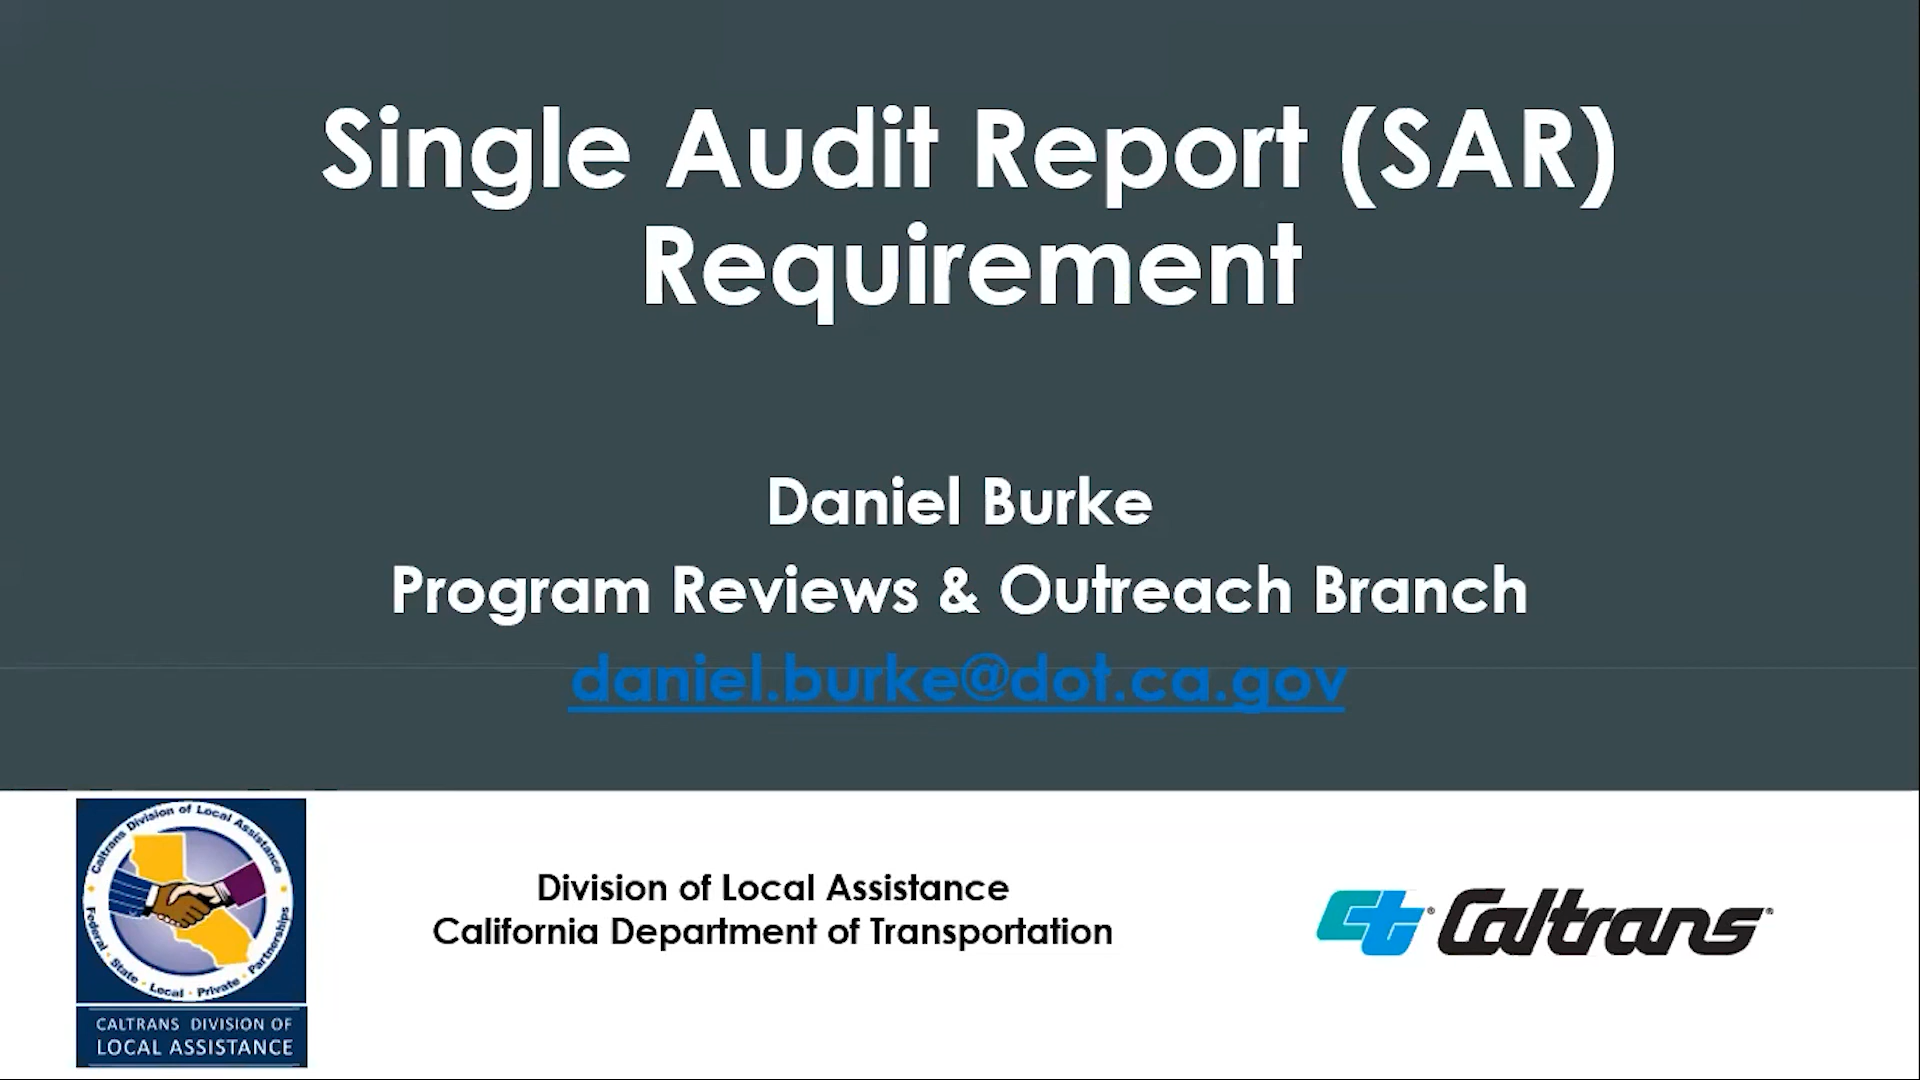 Single Audit Report (SAR)
Requirement
Daniel Burke
Program Reviews & Outreach Branch
daniel.burke@dot.ca.gov
Caltrans Division of Local Assistance
Federal · State · Local · Private · Partnerships
CALTRANS DIVISION OF
LOCAL ASSISTANCE
Division of Local Assistance
California Department of Transportation
ct® Caltrans®